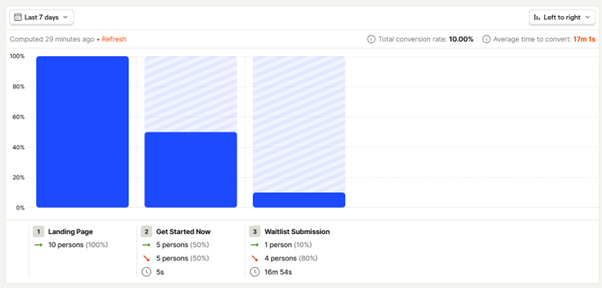 Last 7 days
Left to right
Computed 29 minutes ago • Refresh
Total conversion rate: 10.00%
Average time to convert: 17m 1s
100%
80%
60%
40%
20%
0%
1 Landing Page
10 persons (100%)
2 Get Started Now
5 persons (50%)
5 persons (50%)
5s
3 Waitlist Submission
1 person (10%)
4 persons (80%)
16m 54s